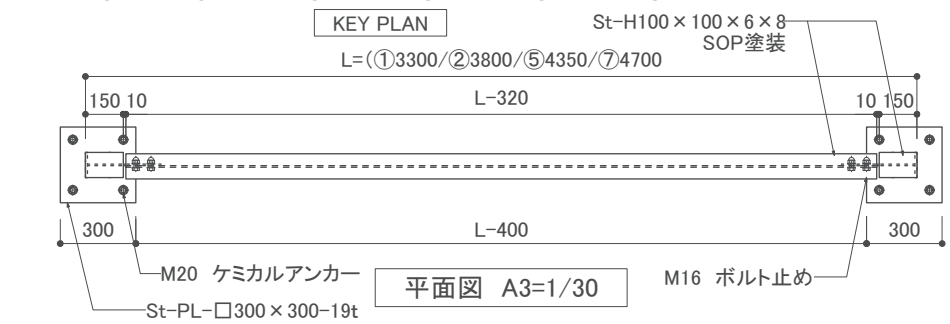 KEY PLAN
St-H100×100×6×8
SOP塗装
L=(①3300/②3800/⑤4350/⑦4700
150 10
L-320
10 150
300
L-400
300
M20 ケミカルアンカー
平面図 A3=1/30
M16 ボルト止め
St-PL-□300×300-19t